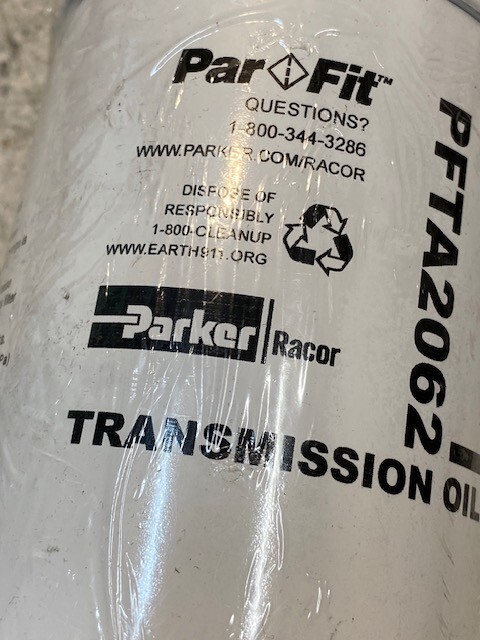 Par Fit™
QUESTIONS?
1-800-344-3286
WWW.PARKER.COM/RACOR
DISPOSE OF
RESPONSIBLY
1-800-CLEANUP
WWW.EARTH911.ORG
Parker Racor
TRANSMISSION OIL
PFTA2062